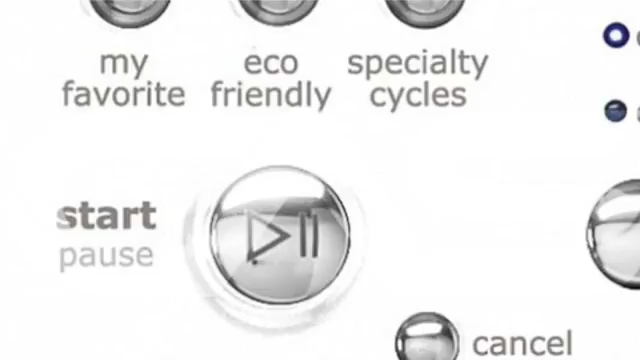 my
favorite
eco
friendly
specialty
cycles
start
pause
cancel